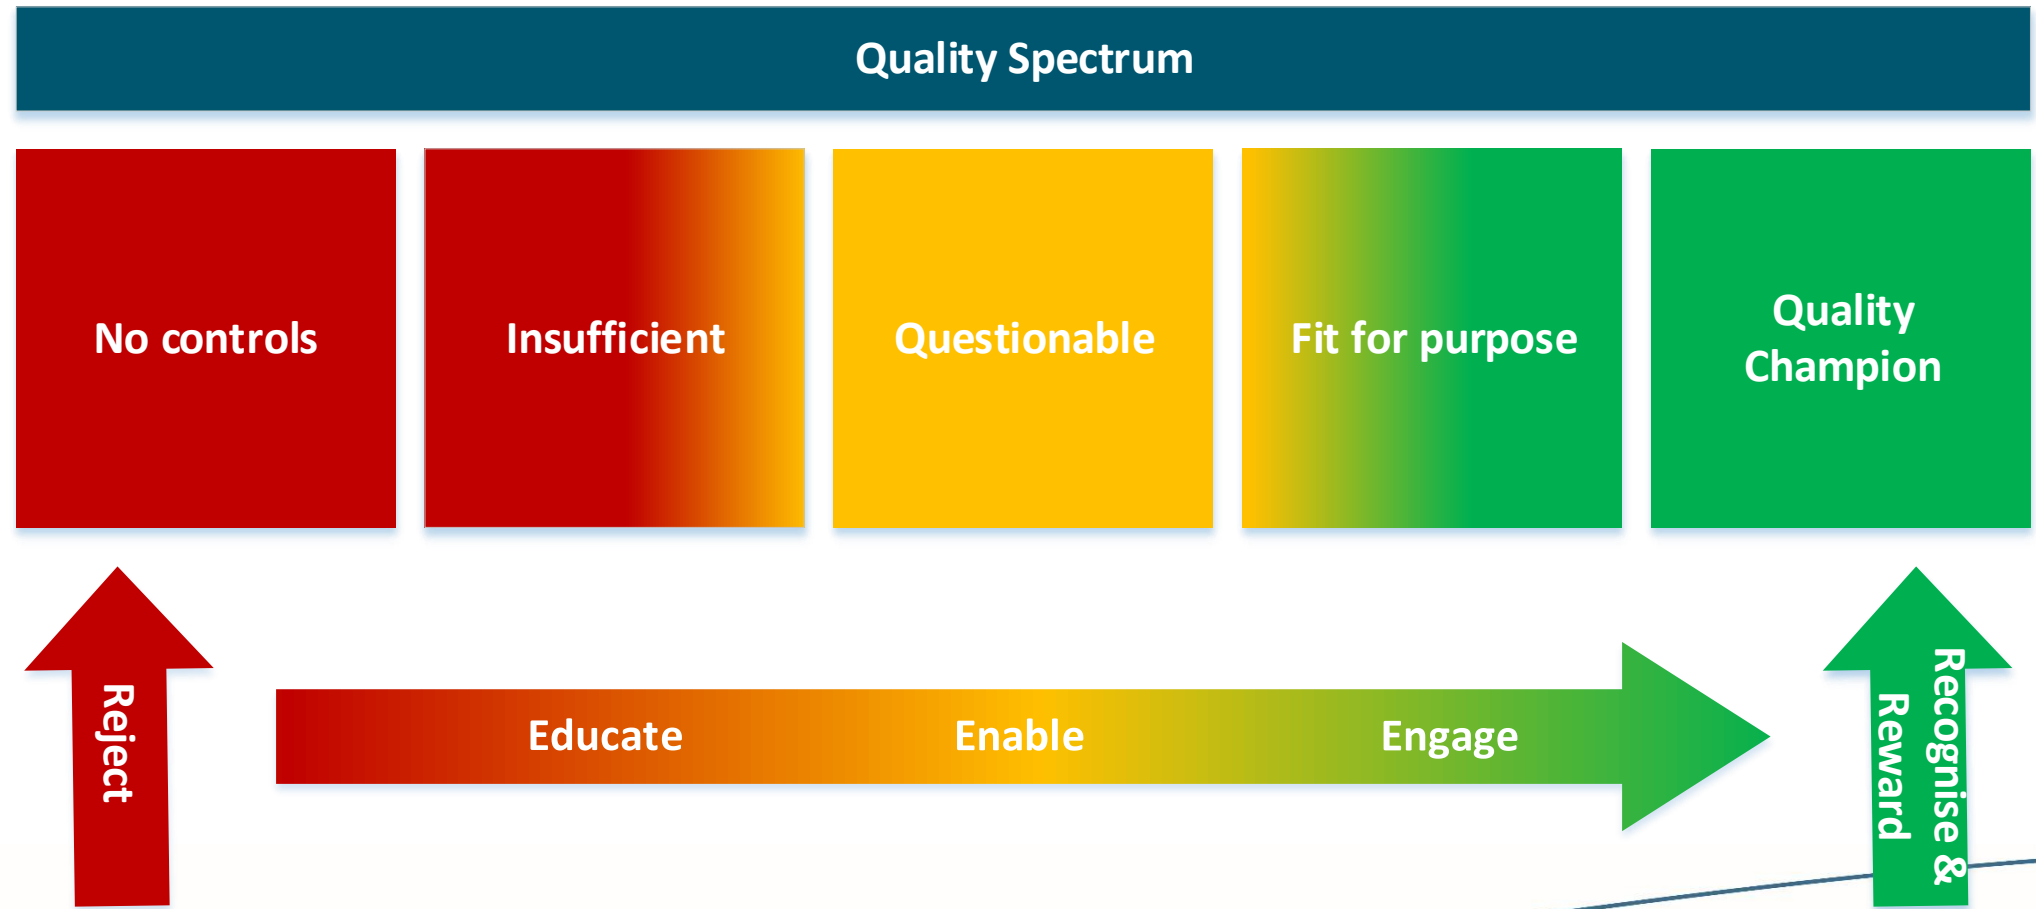 Quality Spectrum
No controls
Insufficient
Questionable
Fit for purpose
Quality
Champion
Reject
Educate
Enable
Engage
Recognise &
Reward